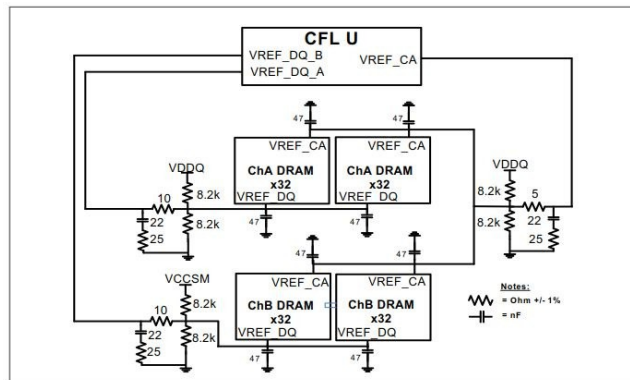 CFL U
VREF_DQ_B
VREF_DQ_A
VREF_CA
47
47
VREF_CA
ChA DRAM
x32
VREF_DQ
VREF_CA
ChA DRAM
x32
VREF_DQ
VDDQ
10
8.2k
8.2k
22
25
47
47
VDDQ
8.2k
5
8.2k
22
25
47
47
VREF_CA
ChB DRAM
x32
VREF_DQ
VREF_CA
ChB DRAM
x32
VREF_DQ
VCCSM
10
8.2k
8.2k
22
25
47
47
Notes:
= Ohm +/- 1%
= nF